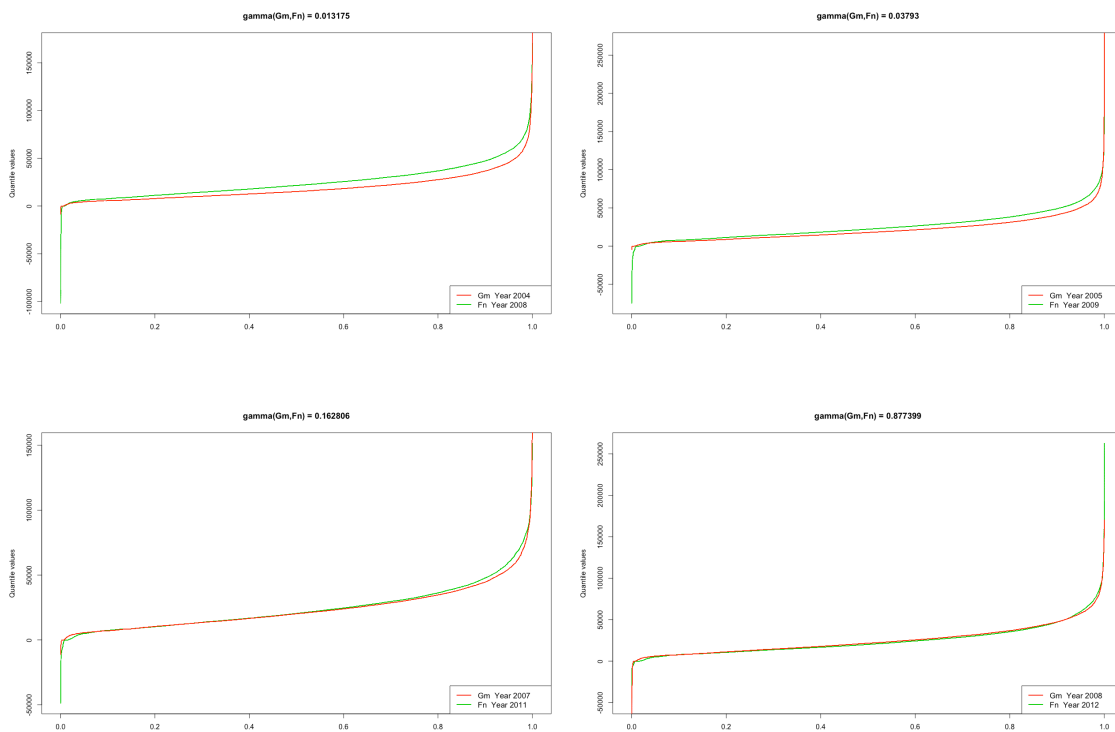 gamma(Gm,Fn) = 0.013175
Quantile values
150000
100000
50000
0
-50000
-100000
0.0 0.2 0.4 0.6 0.8 1.0
Gm Year 2004
Fn Year 2008
gamma(Gm,Fn) = 0.03793
Quantile values
250000
200000
150000
100000
50000
0
-50000
0.0 0.2 0.4 0.6 0.8 1.0
Gm Year 2005
Fn Year 2009
gamma(Gm,Fn) = 0.162806
Quantile values
150000
100000
50000
0
-50000
0.0 0.2 0.4 0.6 0.8 1.0
Gm Year 2007
Fn Year 2011
gamma(Gm,Fn) = 0.877399
Quantile values
250000
200000
150000
100000
50000
0
-50000
0.0 0.2 0.4 0.6 0.8 1.0
Gm Year 2008
Fn Year 2012